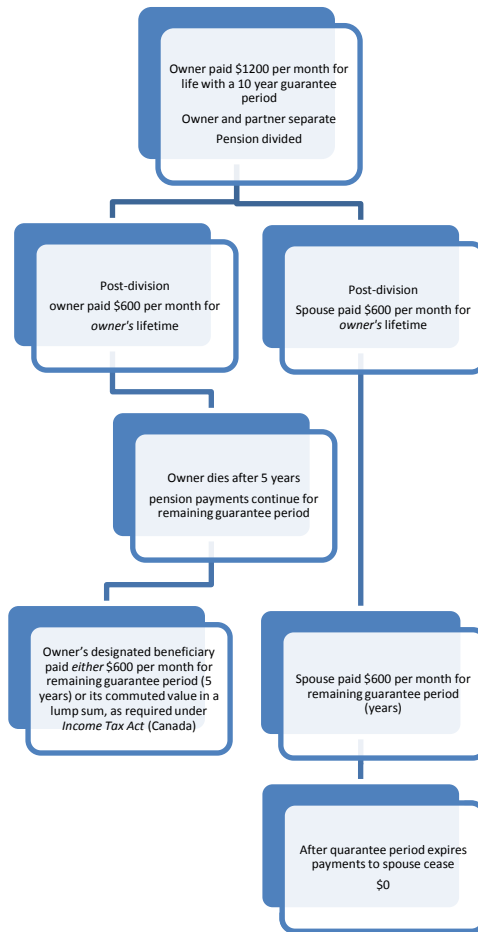 Owner paid $1200 per month for
life with a 10 year guarantee
period
Owner and partner separate
Pension divided
Post-division
owner paid $600 per month for
owner's lifetime
Post-division
Spouse paid $600 per month for
owner's lifetime
Owner dies after 5 years
pension payments continue for
remaining guarantee period
Owner's designated beneficiary
paid either $600 per month for
remaining guarantee period (5
years) or its commuted value in a
lump sum, as required under
Income Tax Act (Canada)
Spouse paid $600 per month for
remaining guarantee period
(years)
After quarantee period expires
payments to spouse cease
$0